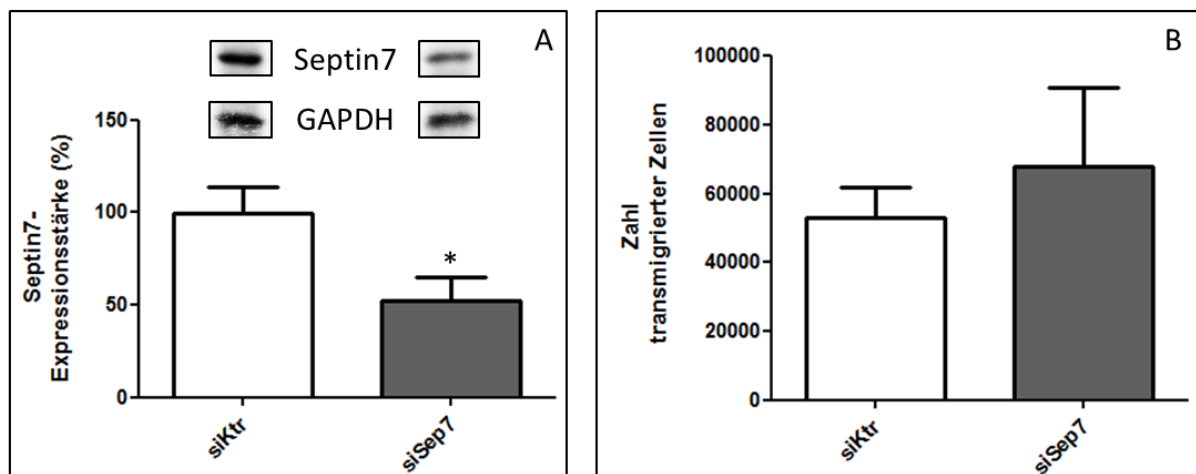 A
Septin7
GAPDH
Septin7-
Expressionsstärke (%)
150
100
50
0
*
siKtr
siSep7
B
Zahl
transmigrierter Zellen
100000
80000
60000
40000
20000
0
siKtr
siSep7